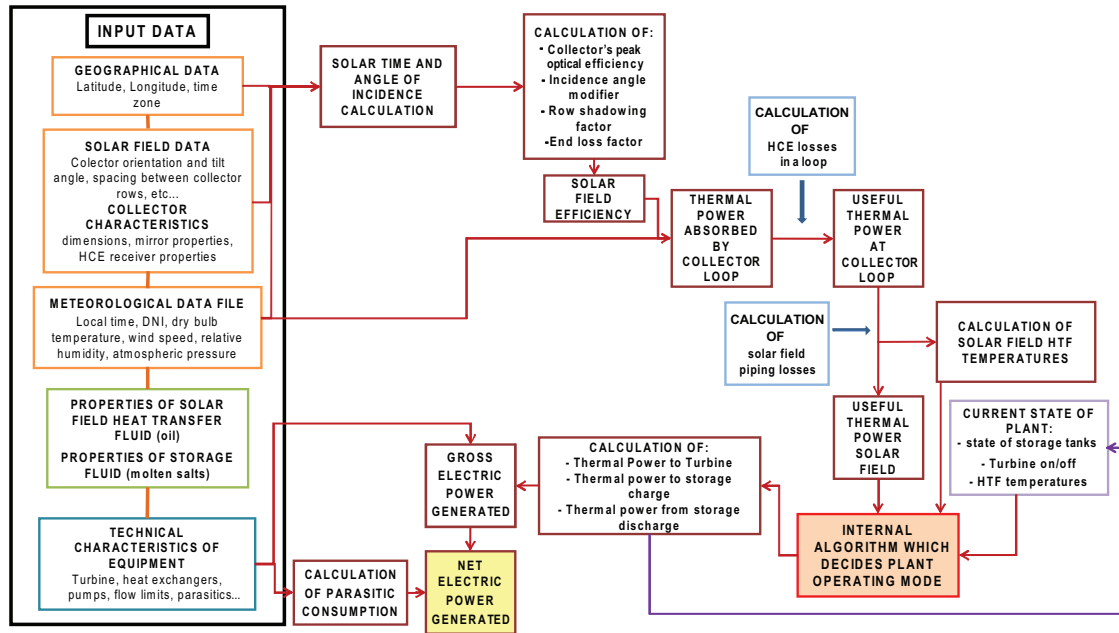 INPUT DATA
GEOGRAPHICAL DATA
Latitude, Longitude, time
zone
SOLAR FIELD DATA
Colector orientation and tilt
angle, spacing between collector
rows, etc...
COLLECTOR
CHARACTERISTICS
dimensions, mirror properties,
HCE receiver properties
METEOROLOGICAL DATA FILE
Local time, DNI, dry bulb
temperature, wind speed, relative
humidity, atmospheric pressure
PROPERTIES OF SOLAR
FIELD HEAT TRANSFER
FLUID (oil)
PROPERTIES OF STORAGE
FLUID (molten salts)
TECHNICAL
CHARACTERISTICS OF
EQUIPMENT
Turbine, heat exchangers,
pumps, flow limits, parasitics...
SOLAR TIME AND
ANGLE OF
INCIDENCE
CALCULATION
CALCULATION OF:
- Collector's peak
optical efficiency
- Incidence angle
modifier
- Row shadowing
factor
-End loss factor
SOLAR
FIELD
EFFICIENCY
THERMAL
POWER
ABSORBED
BY
COLLECTOR
LOOP
CALCULATION
OF
HCE losses
in a loop
USEFUL
THERMAL
POWER
AT
COLLECTOR
LOOP
CALCULATION
OF
solar field
piping losses
CALCULATION OF
SOLAR FIELD HTF
TEMPERATURES
USEFUL
THERMAL
POWER
SOLAR
FIELD
CURRENT STATE OF
PLANT:
- state of storage tanks
- Turbine on/off
- HTF temperatures
INTERNAL
ALGORITHM WHICH
DECIDES PLANT
OPERATING MODE
CALCULATION OF:
- Thermal Power to Turbine
- Thermal power to storage
charge
- Thermal power from storage
discharge
GROSS
ELECTRIC
POWER
GENERATED
CALCULATION
OF PARASITIC
CONSUMPTION
NET
ELECTRIC
POWER
GENERATED